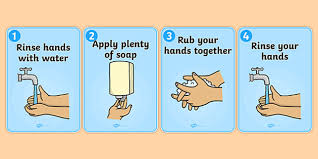 1
Rinse hands
with water
2
Apply plenty
of soap
3
Rub your
hands together
4
Rinse your
hands